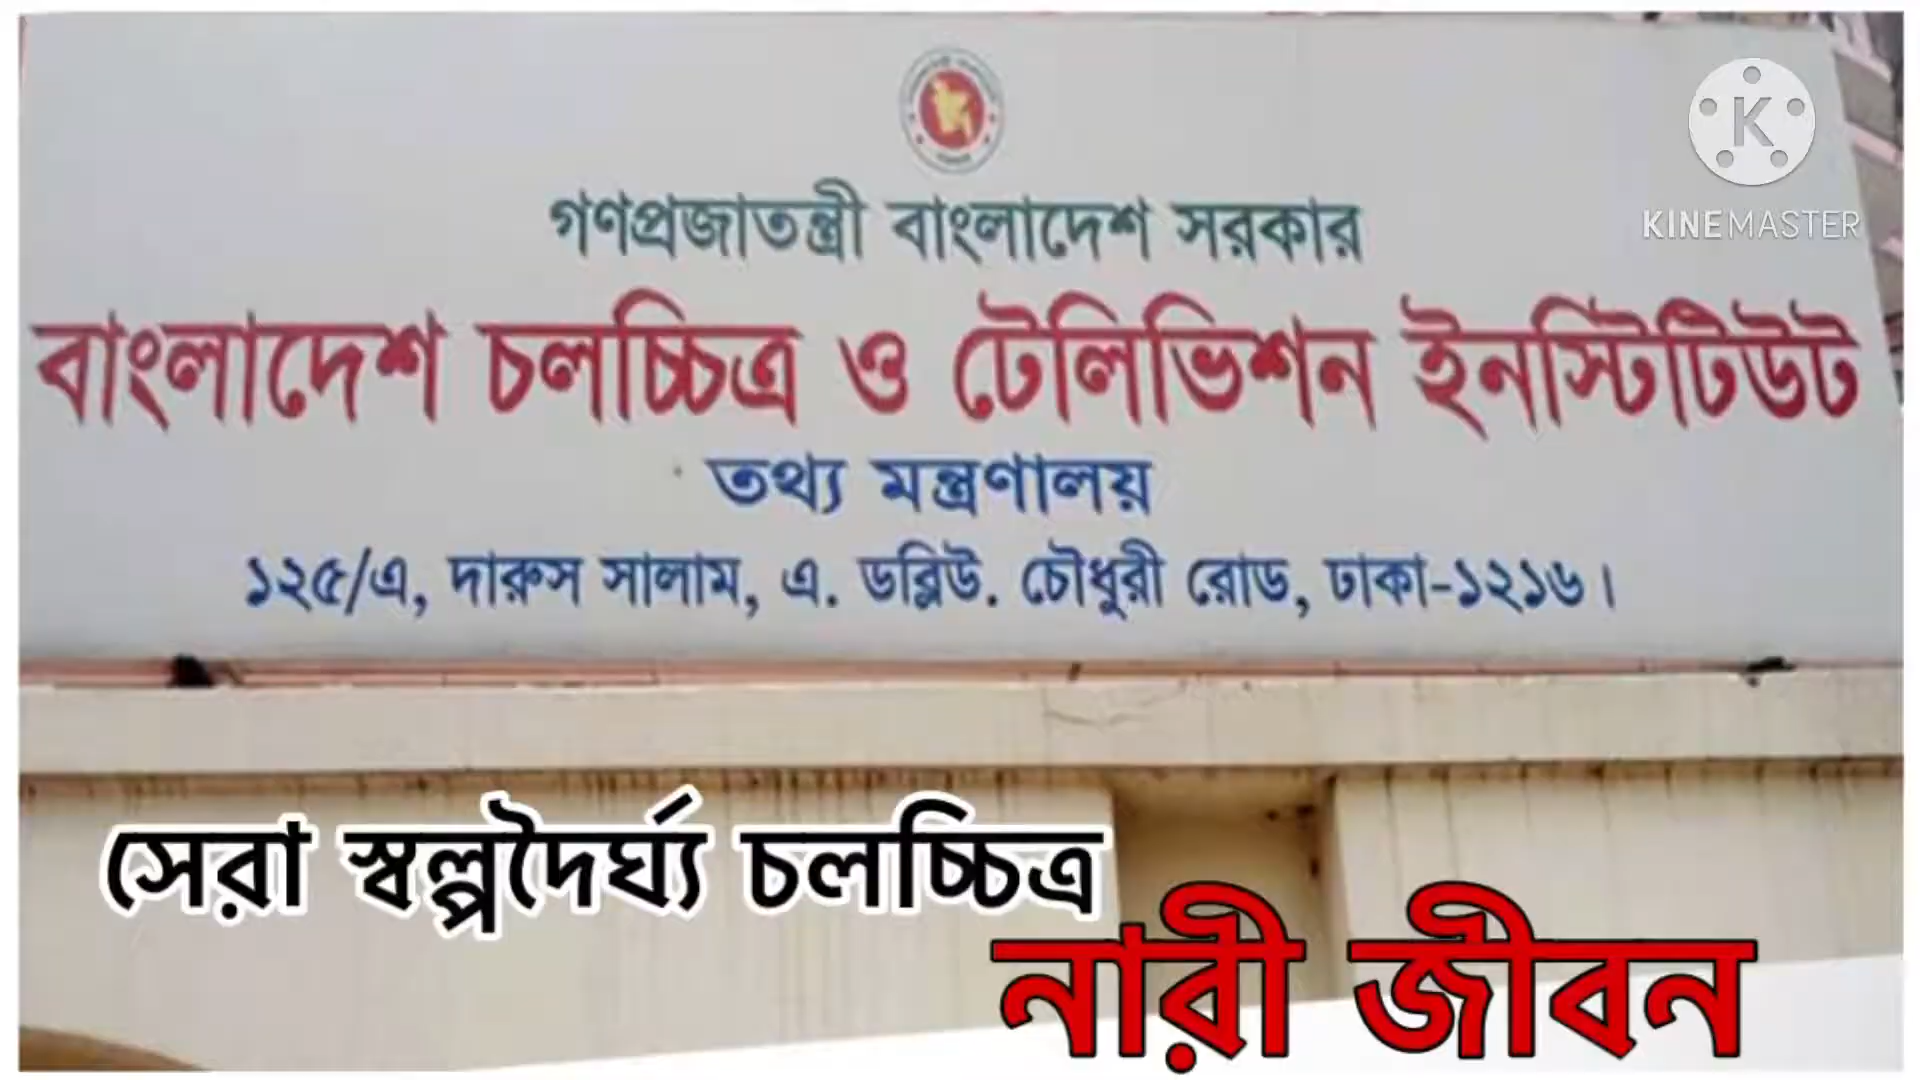 গণপ্রজাতন্ত্রী বাংলাদেশ সরকার
বাংলাদেশ চলচ্চিত্র ও টেলিভিশন ইনস্টিটিউট
তথ্য মন্ত্রণালয়
১২৫/এ, দারুস সালাম, এ. ডব্লিউ. চৌধুরী রোড, ঢাকা-১২১৬।
সেরা স্বল্পদৈর্ঘ্য চলচ্চিত্র
নারী জীবন
K
KINEMASTER